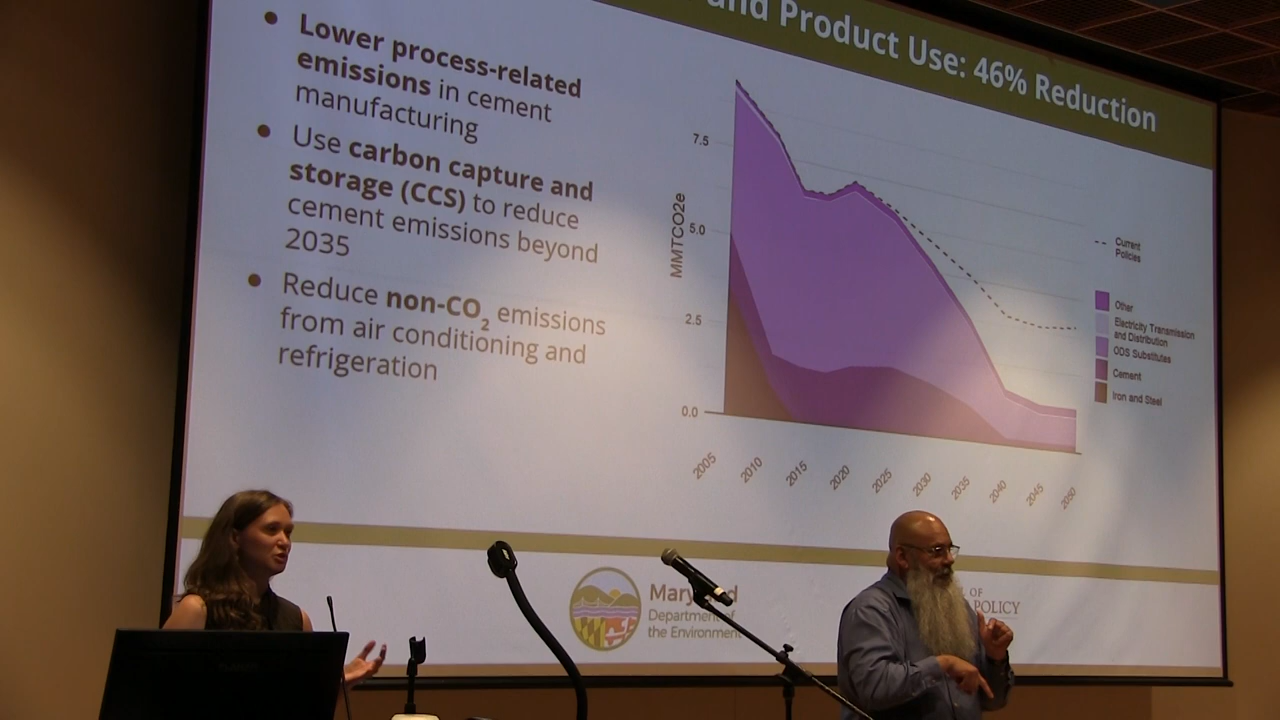 and Product Use: 46% Reduction
Lower process-related
emissions in cement
manufacturing
Use carbon capture and
storage (CCS) to reduce
cement emissions beyond
2035
Reduce non-CO2 emissions
from air conditioning and
refrigeration
MMTCO2e
7.5
5.0
2.5
0.0
2005
2010
2015
2020
2025
2030
2035
2040
2045
2050
Current
Policies
Other
Electricity Transmission
and Distribution
ODS Substitutes
Cement
Iron and Steel
Department of
the Environment
OF
POLICY